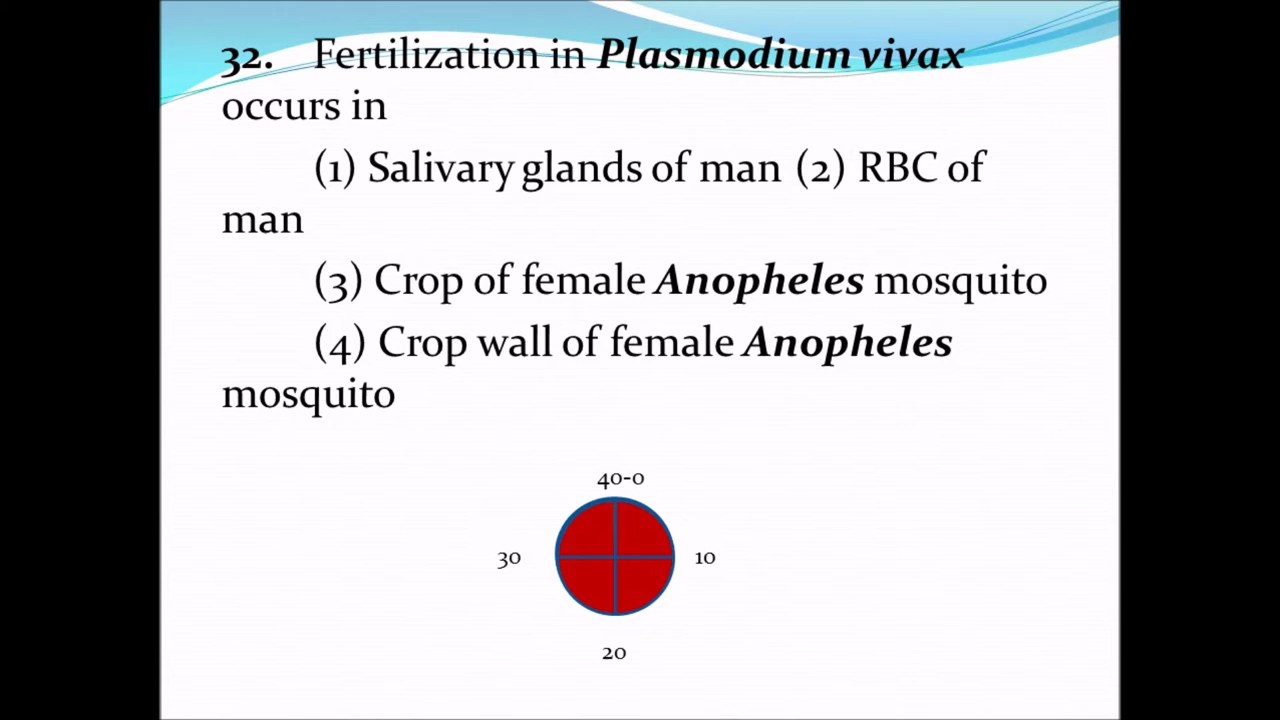 32. Fertilization in Plasmodium vivax
occurs in
(1) Salivary glands of man (2) RBC of
man
(3) Crop of female Anopheles mosquito
(4) Crop wall of female Anopheles
mosquito
40-0
30
10
20